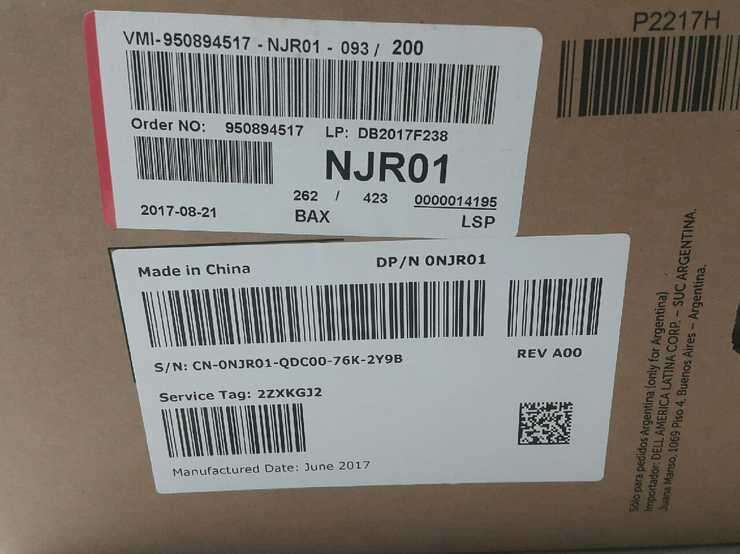 P2217H
VMI-950894517 - NJR01 - 093 / 200
Order NO: 950894517 LP: DB2017F238
NJR01
262 / 423 0000014195
2017-08-21 BAX LSP
Made in China DP/N 0NJR01
S/N: CN-0NJR01-QDC00-76K-2Y9B REV A00
Service Tag: 2ZXKGJ2
Manufactured Date: June 2017
Sólo para pedidos Argentina (only for Argentina)
Importador: DELL AMERICA LATINA CORP. – SUC ARGENTINA.
Juana Manso, 1069 Piso 4. Buenos Aires – Argentina.